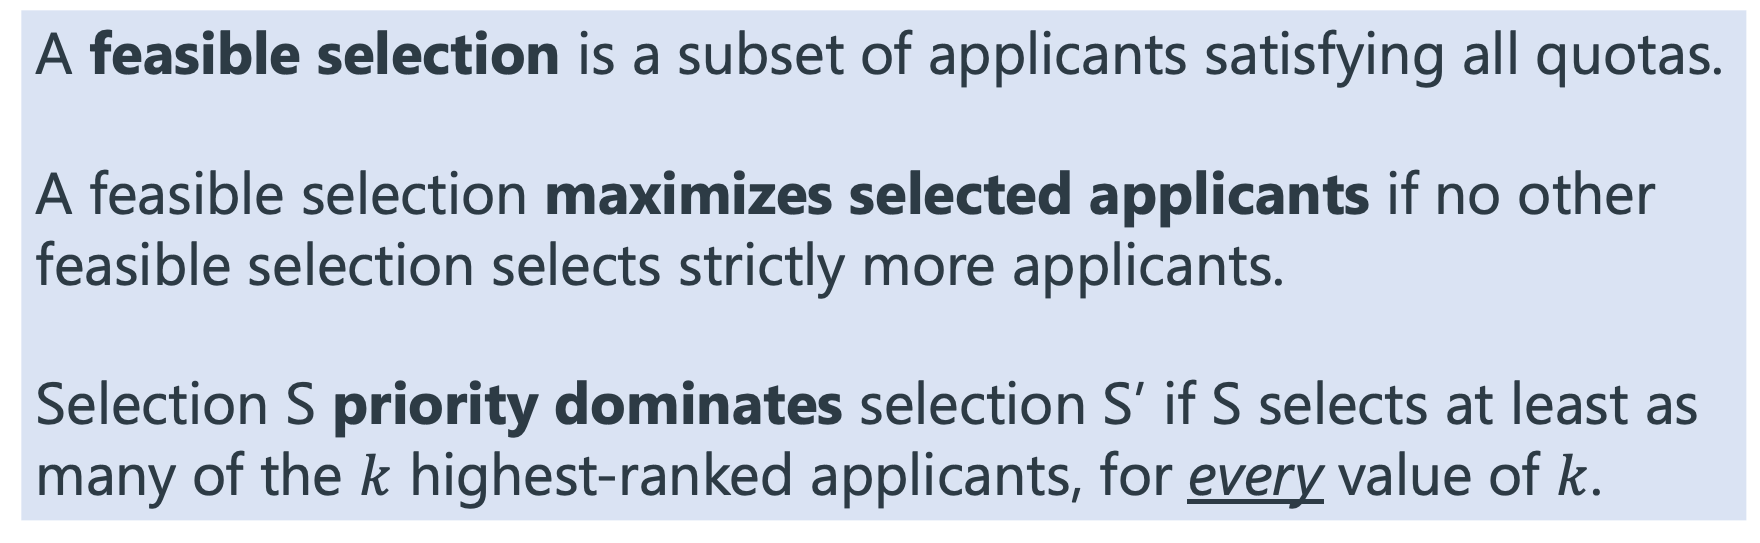 A feasible selection is a subset of applicants satisfying all quotas.
A feasible selection maximizes selected applicants if no other
feasible selection selects strictly more applicants.
Selection S priority dominates selection S’ if S selects at least as
many of the k highest-ranked applicants, for every value of k.